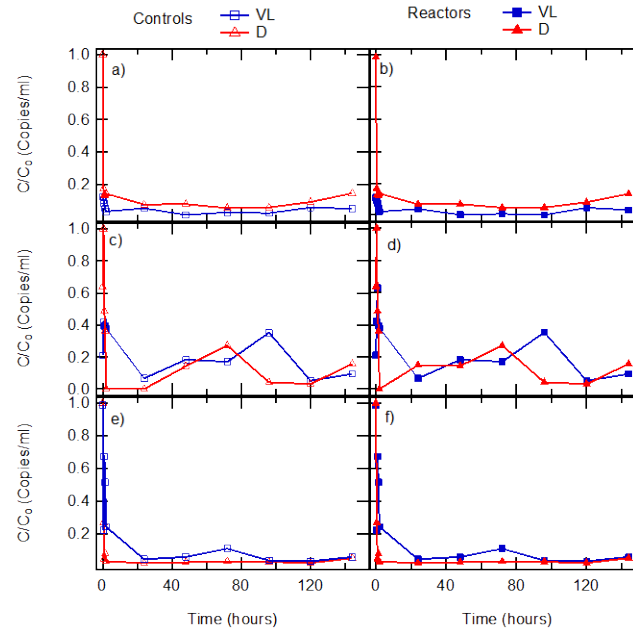 Controls
VL
D
Reactors
VL
D
a)
b)
C/C₀ (Copies/ml)
1.0
0.8
0.6
0.4
0.2
c)
d)
C/C₀ (Copies/ml)
1.0
0.8
0.6
0.4
0.2
0.0
e)
f)
C/C₀ (Copies/ml)
1.0
0.8
0.6
0.4
0.2
0 40 80 120
0 40 80 120
Time (hours)
Time (hours)